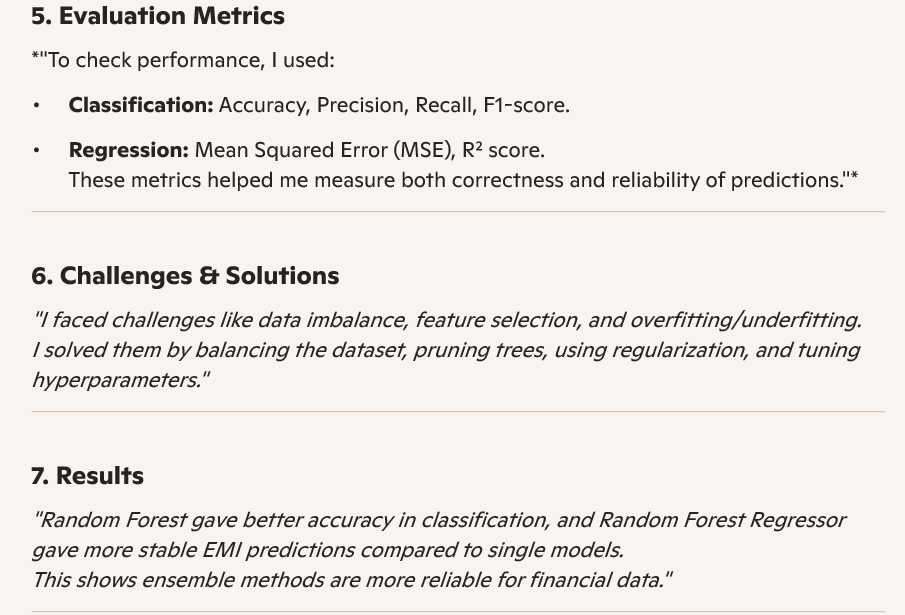 5. Evaluation Metrics
*"To check performance, I used:
• Classification: Accuracy, Precision, Recall, F1-score.
• Regression: Mean Squared Error (MSE), R² score.
These metrics helped me measure both correctness and reliability of predictions."*
6. Challenges & Solutions
"I faced challenges like data imbalance, feature selection, and overfitting/underfitting.
I solved them by balancing the dataset, pruning trees, using regularization, and tuning
hyperparameters."
7. Results
"Random Forest gave better accuracy in classification, and Random Forest Regressor
gave more stable EMI predictions compared to single models.
This shows ensemble methods are more reliable for financial data."